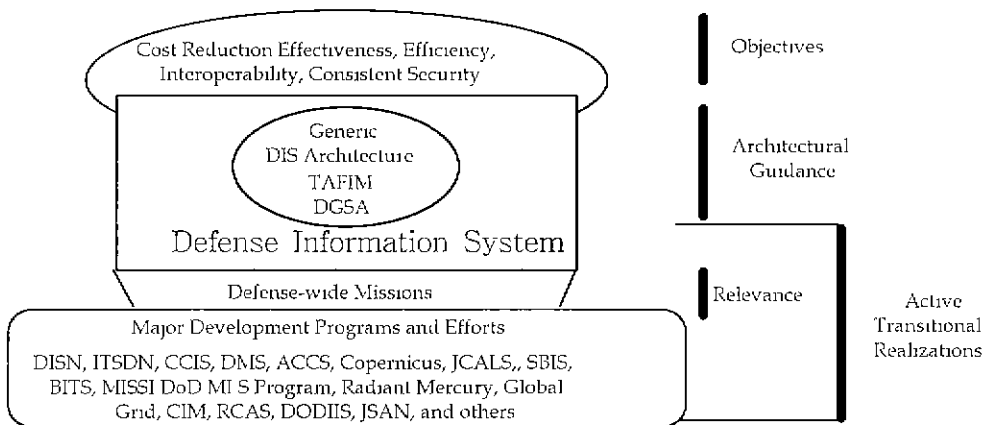 Cost Reduction Effectiveness, Efficiency,
Interoperability, Consistent Security
Objectives
Generic
DIS Architecture
TAFIM
DGSA
Architectural
Guidance
Defense Information System
Defense-wide Missions
Relevance
Active
Transitional
Realizations
Major Development Programs and Efforts
DISN, ITSDN, CCIS, DMS, ACCS, Copernicus, JCALS,, SBIS,
BITS, MISSI DoD MI S Program, Radiant Mercury, Global
Grid, CIM, RCAS, DODIIS, JSAN, and others